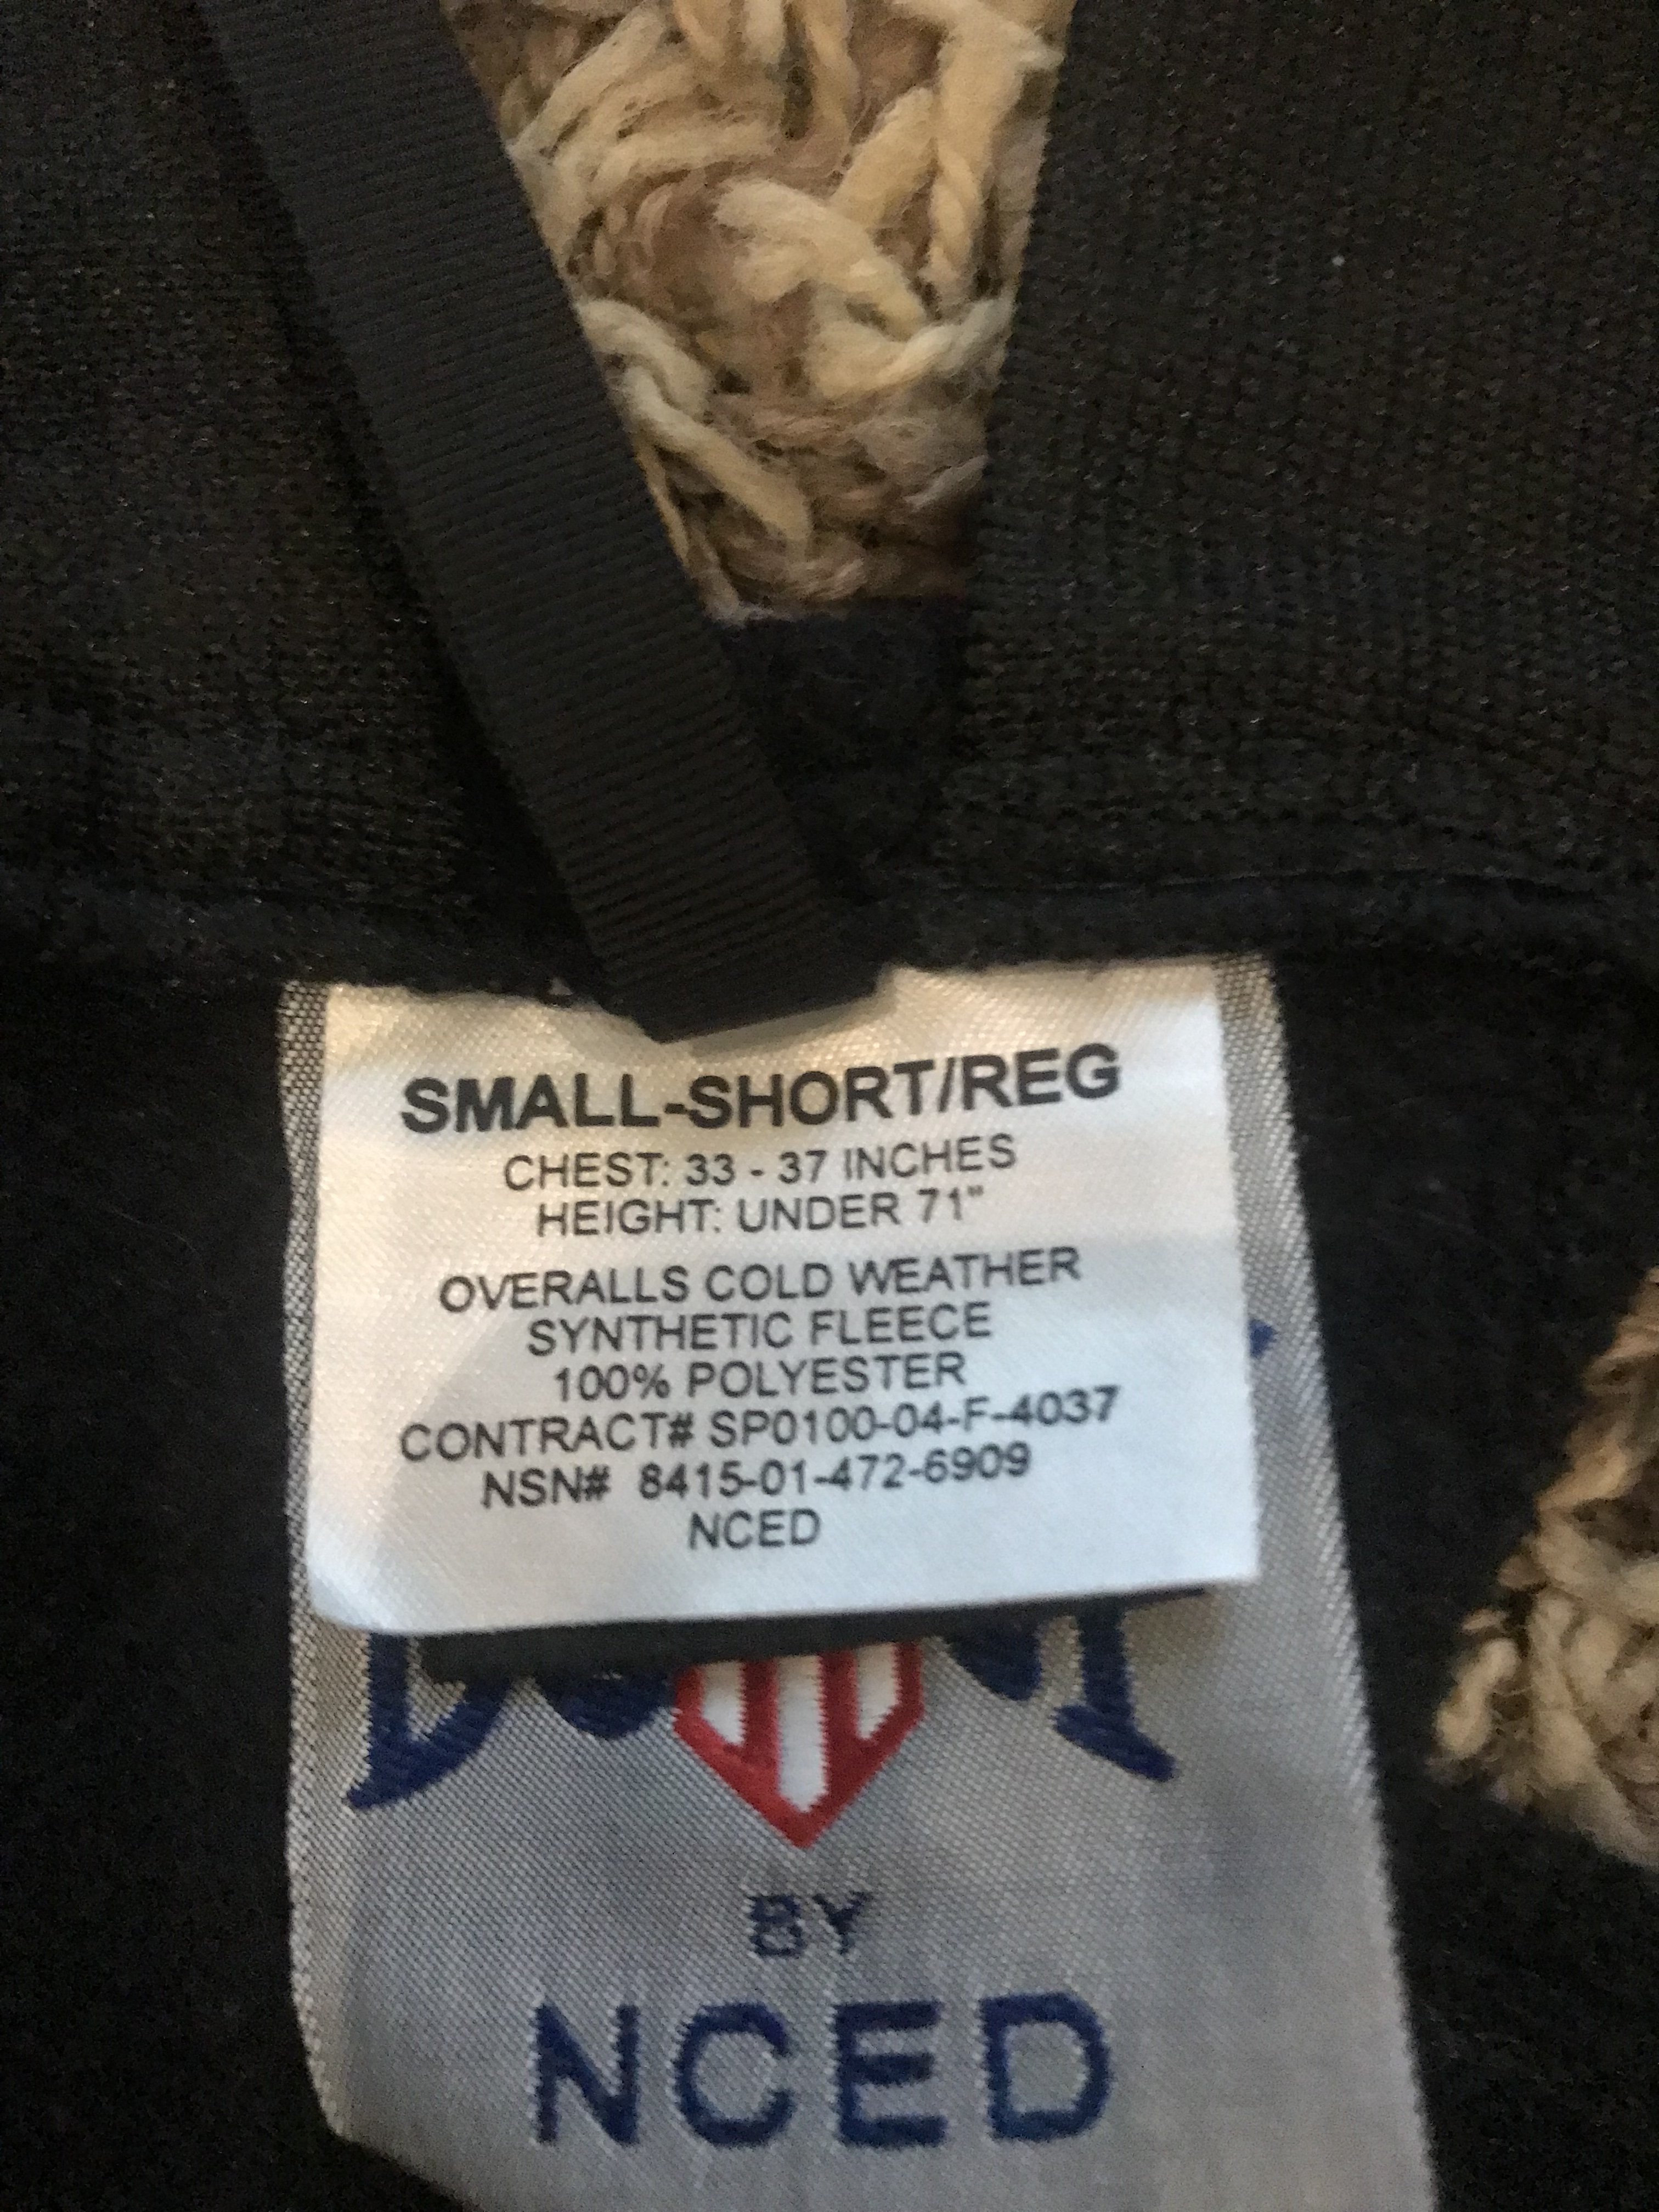 SMALL-SHORT/REG
CHEST: 33 - 37 INCHES
HEIGHT: UNDER 71"
OVERALLS COLD WEATHER
SYNTHETIC FLEECE
100% POLYESTER
CONTRACT# SP0100-04-F-4037
NSN# 8415-01-472-6909
NCED
BY
NCED